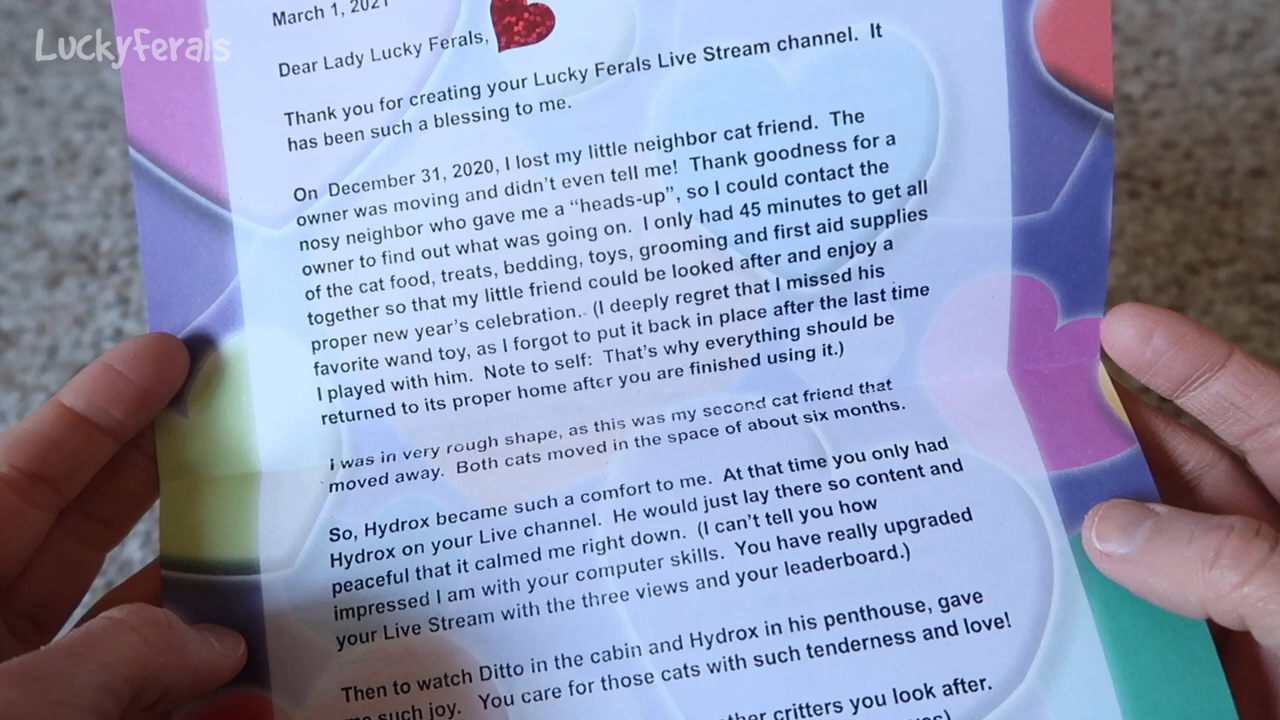 LuckyFerals
March 1, 2021
Dear Lady Lucky Ferals,
Thank you for creating your Lucky Ferals Live Stream channel. It
has been such a blessing to me.
On December 31, 2020, I lost my little neighbor cat friend. The
owner was moving and didn't even tell me! Thank goodness for a
nosy neighbor who gave me a "heads-up", so I could contact the
owner to find out what was going on. I only had 45 minutes to get all
of the cat food, treats, bedding, toys, grooming and first aid supplies
together so that my little friend could be looked after and enjoy a
proper new year's celebration. (I deeply regret that I missed his
favorite wand toy, as I forgot to put it back in place after the last time
I played with him. Note to self: That's why everything should be
returned to its proper home after you are finished using it.)
I was in very rough shape, as this was my second cat friend that
moved away. Both cats moved in the space of about six months.
So, Hydrox became such a comfort to me. At that time you only had
Hydrox on your Live channel. He would just lay there so content and
peaceful that it calmed me right down. (I can't tell you how
impressed I am with your computer skills. You have really upgraded
your Live Stream with the three views and your leaderboard.)
Then to watch Ditto in the cabin and Hydrox in his penthouse, gave
me such joy. You care for those cats with such tenderness and love!
critters you look after.